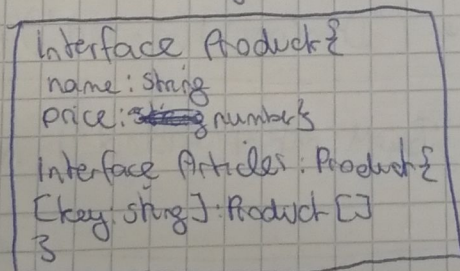 Interface Product {
name: string
price: number}
Interface Articles: Product {
[key: string]: Product []
}